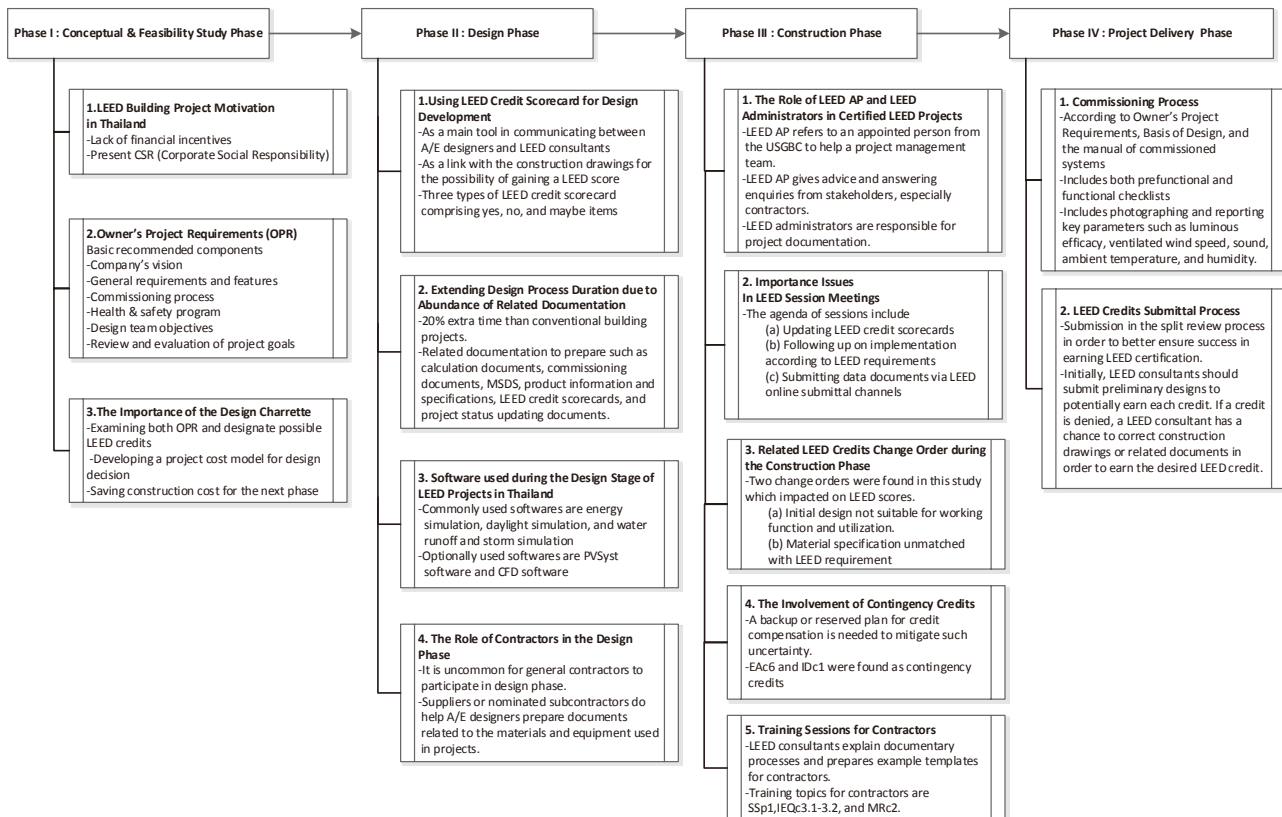 Phase I : Conceptual & Feasibility Study Phase
Phase II : Design Phase
Phase III : Construction Phase
Phase IV : Project Delivery Phase
1.LEED Building Project Motivation
in Thailand
-Lack of financial incentives
-Present CSR (Corporate Social Responsibility)
2.Owner's Project Requirements (OPR)
Basic recommended components
-Company's vision
-General requirements and features
-Commissioning process
-Health & safety program
-Design team objectives
-Review and evaluation of project goals
3.The Importance of the Design Charrette
-Examining both OPR and designate possible
LEED credits
-Developing a project cost model for design
decision
-Saving construction cost for the next phase
1.Using LEED Credit Scorecard for Design
Development
-As a main tool in communicating between
A/E designers and LEED consultants
-As a link with the construction drawings for
the possibility of gaining a LEED score
-Three types of LEED credit scorecard
comprising yes, no, and maybe items
2. Extending Design Process Duration due to
Abundance of Related Documentation
-20% extra time than conventional building
projects.
-Related documentation to prepare such as
calculation documents, commissioning
documents, MSDS, product information and
specifications, LEED credit scorecards, and
project status updating documents.
3. Software used during the Design Stage of
LEED Projects in Thailand
-Commonly used softwares are energy
simulation, daylight simulation, and water
runoff and storm simulation
-Optionally used softwares are PVSyst
software and CFD software
4. The Role of Contractors in the Design
Phase
-It is uncommon for general contractors to
participate in design phase.
-Suppliers or nominated subcontractors do
help A/E designers prepare documents
related to the materials and equipment used
in projects.
1. The Role of LEED AP and LEED
Administrators in Certified LEED Projects
-LEED AP refers to an appointed person from
the USGBC to help a project management
team.
-LEED AP gives advice and answering
enquiries from stakeholders, especially
contractors.
-LEED administrators are responsible for
project documentation.
2. Importance Issues
In LEED Session Meetings
-The agenda of sessions include
(a) Updating LEED credit scorecards
(b) Following up on implementation
according to LEED requirements
(c) Submitting data documents via LEED
online submittal channels
3. Related LEED Credits Change Order during
the Construction Phase
-Two change orders were found in this study
which impacted on LEED scores.
(a) Initial design not suitable for working
function and utilization.
(b) Material specification unmatched
with LEED requirement
4. The Involvement of Contingency Credits
-A backup or reserved plan for credit
compensation is needed to mitigate such
uncertainty.
-EAc6 and IDc1 were found as contingency
credits
5. Training Sessions for Contractors
-LEED consultants explain documentary
processes and prepares example templates
for contractors.
-Training topics for contractors are
SSp1,IEQc3.1-3.2, and MRc2.
1. Commissioning Process
-According to Owner's Project
Requirements, Basis of Design, and
the manual of commissioned
systems
-Includes both prefunctional and
functional checklists
-Includes photographing and reporting
key parameters such as luminous
efficacy, ventilated wind speed, sound,
ambient temperature, and humidity.
2. LEED Credits Submittal Process
-Submission in the split review process
in order to better ensure success in
earning LEED certification.
-Initially, LEED consultants should
submit preliminary designs to
potentially earn each credit. If a credit
is denied, a LEED consultant has a
chance to correct construction
drawings or related documents in
order to earn the desired LEED credit.